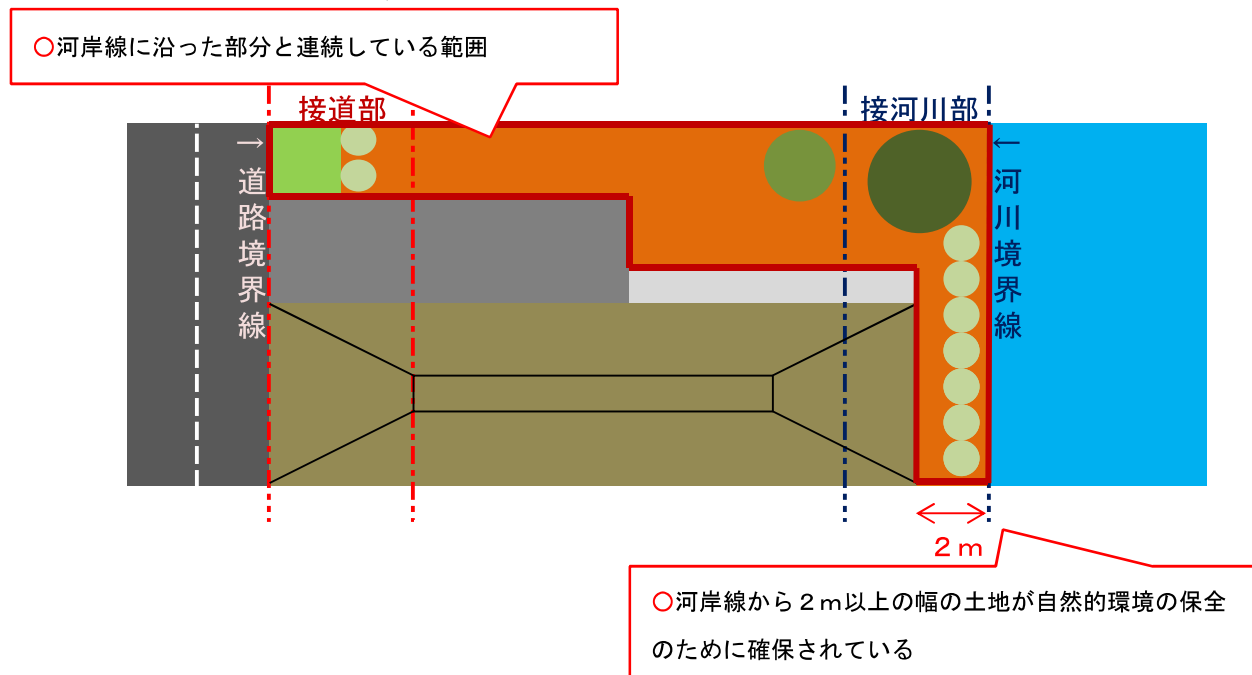 ○河岸線に沿った部分と連続している範囲
接道部
接河川部
→道路境界線
←河川境界線
2m
○河岸線から2m以上の幅の土地が自然的環境の保全
のために確保されている